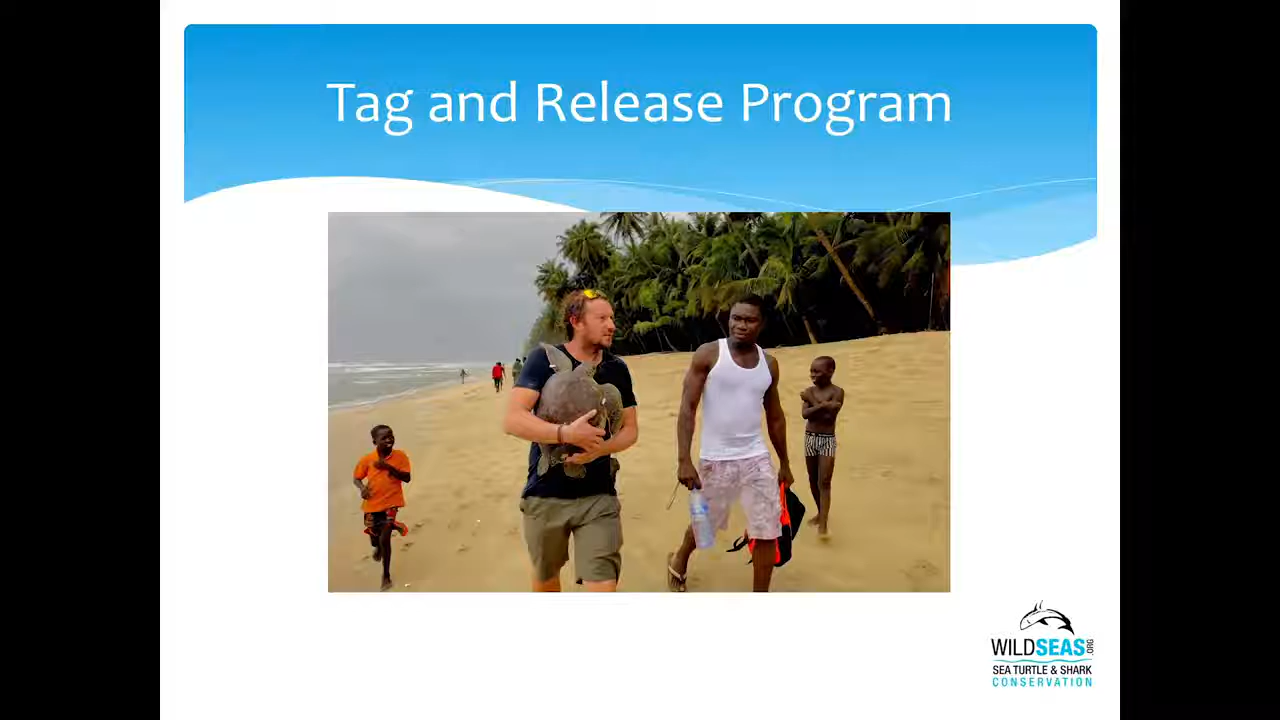 Tag and Release Program
WILDSEAS.ORG
SEA TURTLE & SHARK
CONSERVATION